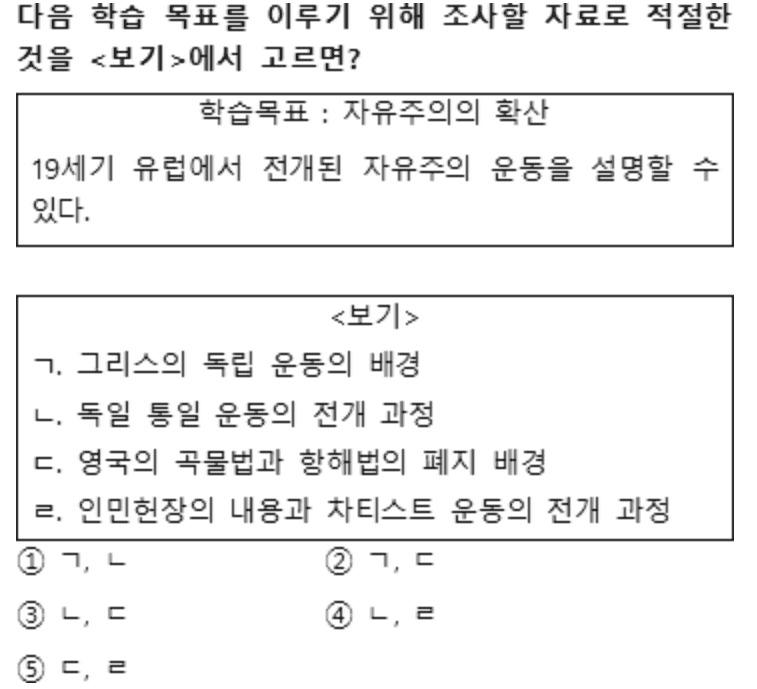 다음 학습 목표를 이루기 위해 조사할 자료로 적절한
것을 <보기>에서 고르면?
학습목표 : 자유주의의 확산
19세기 유럽에서 전개된 자유주의 운동을 설명할 수
있다.
<보기>
ㄱ. 그리스의 독립 운동의 배경
ㄴ. 독일 통일 운동의 전개 과정
ㄷ. 영국의 곡물법과 항해법의 폐지 배경
ㄹ. 인민헌장의 내용과 차티스트 운동의 전개 과정
① ㄱ, ㄴ ② ㄱ, ㄷ
③ ㄴ, ㄷ ④ ㄴ, ㄹ
⑤ ㄷ, ㄹ